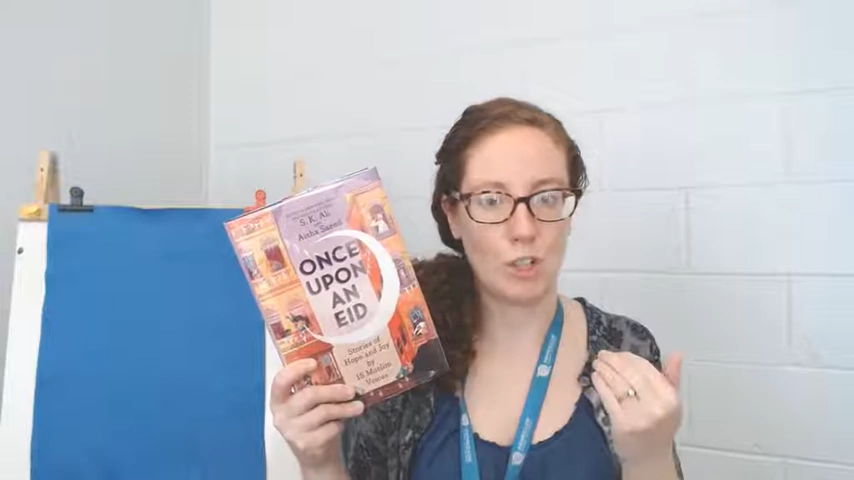 S.K. Ali
Aisha Saeed
ONCE
UPON
AN
EID
Stories of
Hope and Joy
by
15 Muslim
Voices